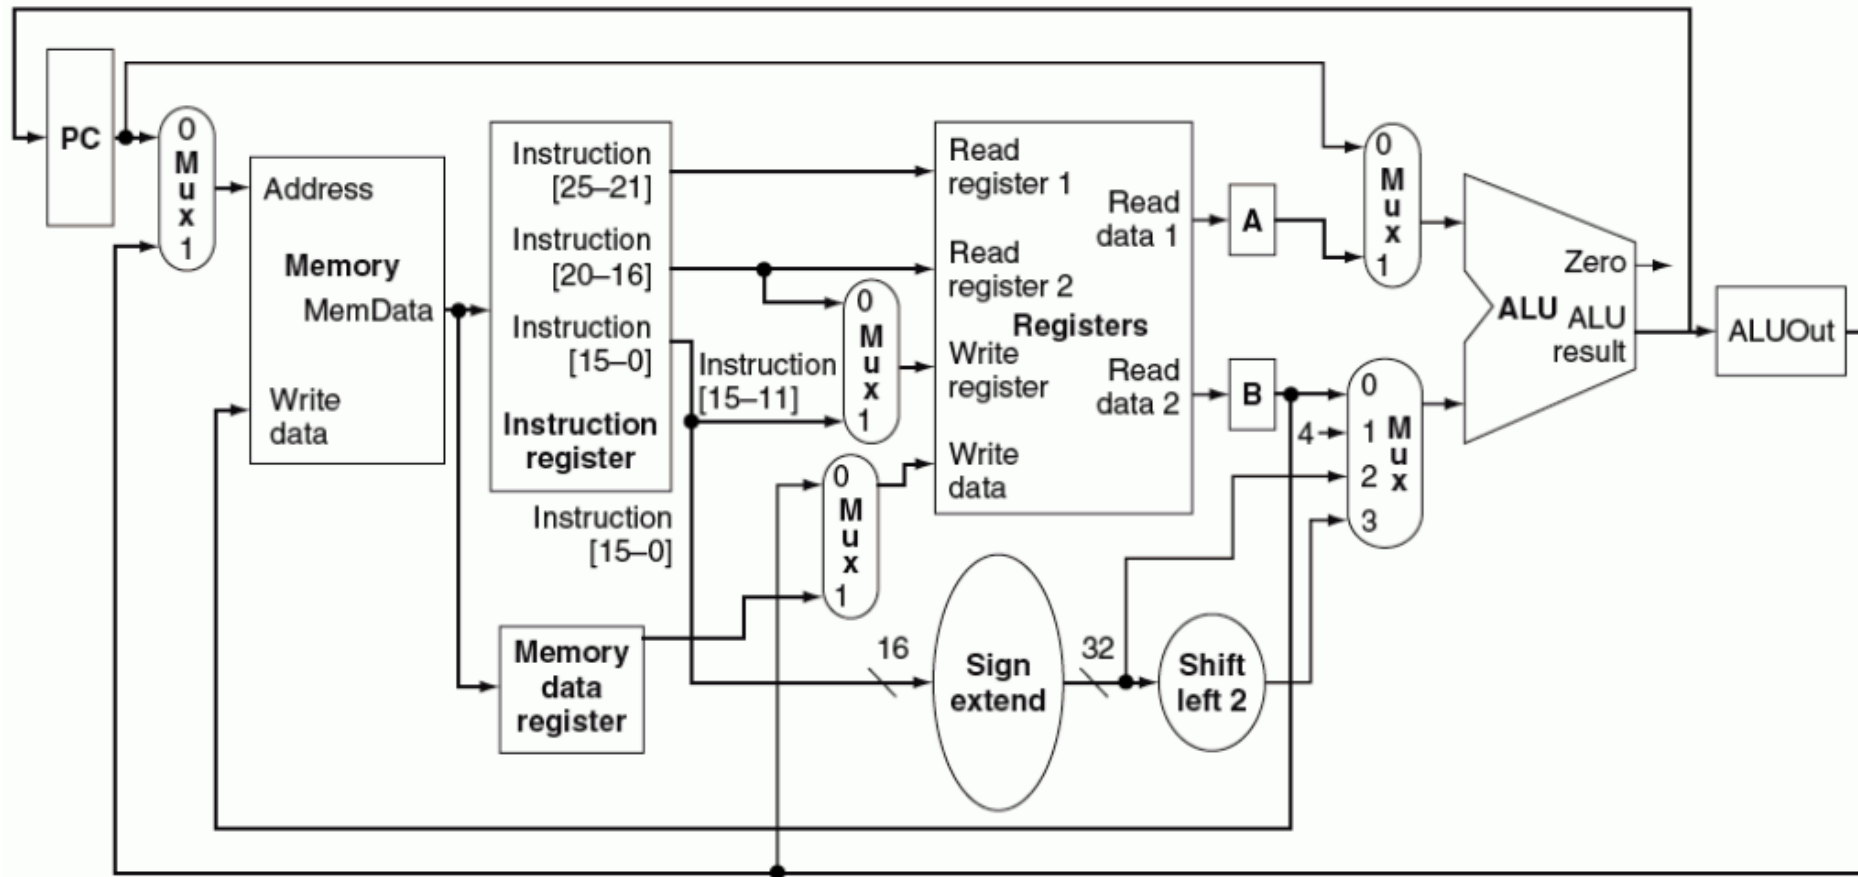 PC
0
M
u
x
1
Address
Memory
MemData
Write
data
Instruction
[25–21]
Instruction
[20–16]
Instruction
[15–0]
Instruction
register
Instruction
[15–0]
Memory
data
register
Instruction
[15–11]
0
M
u
x
1
0
M
u
x
1
Read
register 1
Read
register 2
Registers
Write
register
Write
data
Read
data 1
Read
data 2
16
Sign
extend
32
Shift
left 2
A
B
4
0
M
u
x
1
0
1
2
3
M
u
x
Zero
ALU
ALU
result
ALUOut